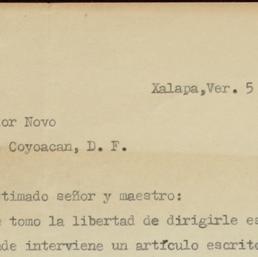 Xalapa,Ver. 5
or Novo
Coyoacan, D. F.
timado señor y maestro:
tomo la libertad de dirigirle es
de interviene un artículo escrito